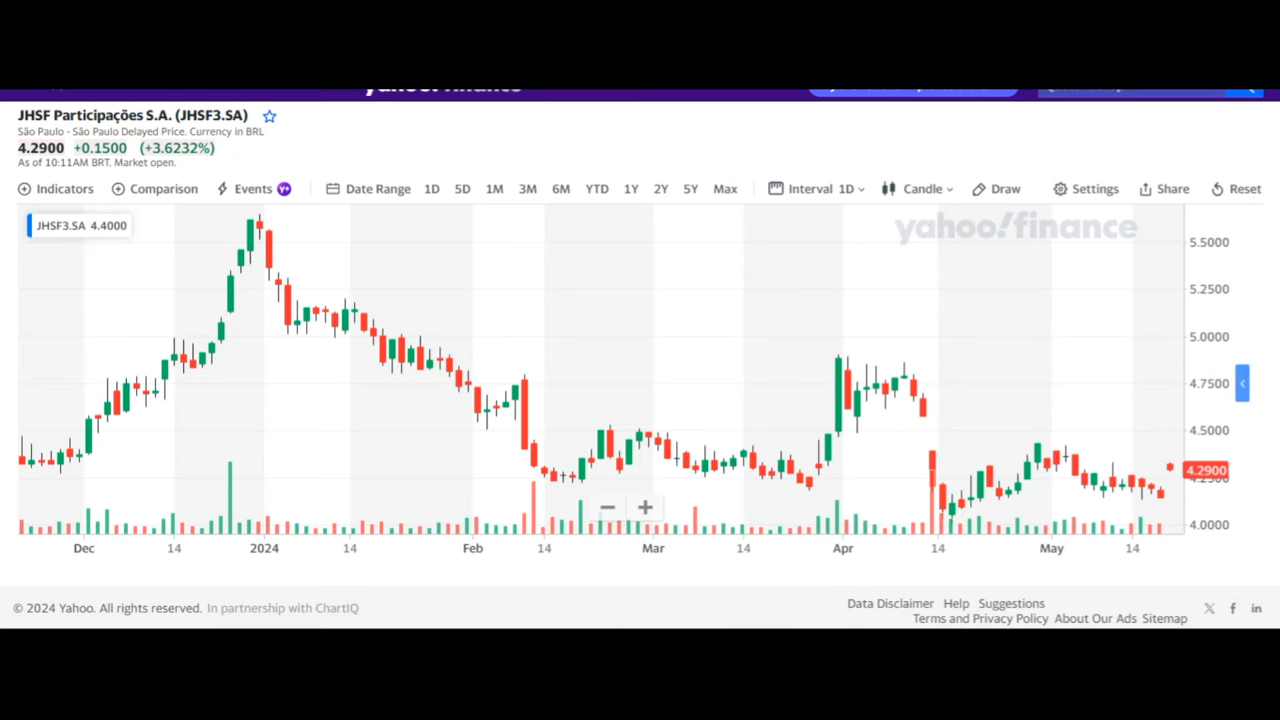 yahoo! finance
JHSF Participações S.A. (JHSF3.SA)
São Paulo - São Paulo Delayed Price. Currency in BRL
4.2900 +0.1500 (+3.6232%)
As of 10:11AM BRT. Market open.
Indicators Comparison Events Y+ Date Range 1D 5D 1M 3M 6M YTD 1Y 2Y 5Y Max Interval 1D Candle Draw Settings Share Reset
JHSF3.SA 4.4000
yahoo!finance
5.5000
5.2500
5.0000
4.7500
4.5000
4.2900
4.2500
4.0000
Dec 14 2024 14 Feb 14 Mar 14 Apr 14 May 14
© 2024 Yahoo. All rights reserved. In partnership with ChartIQ
Data Disclaimer Help Suggestions
Terms and Privacy Policy About Our Ads Sitemap